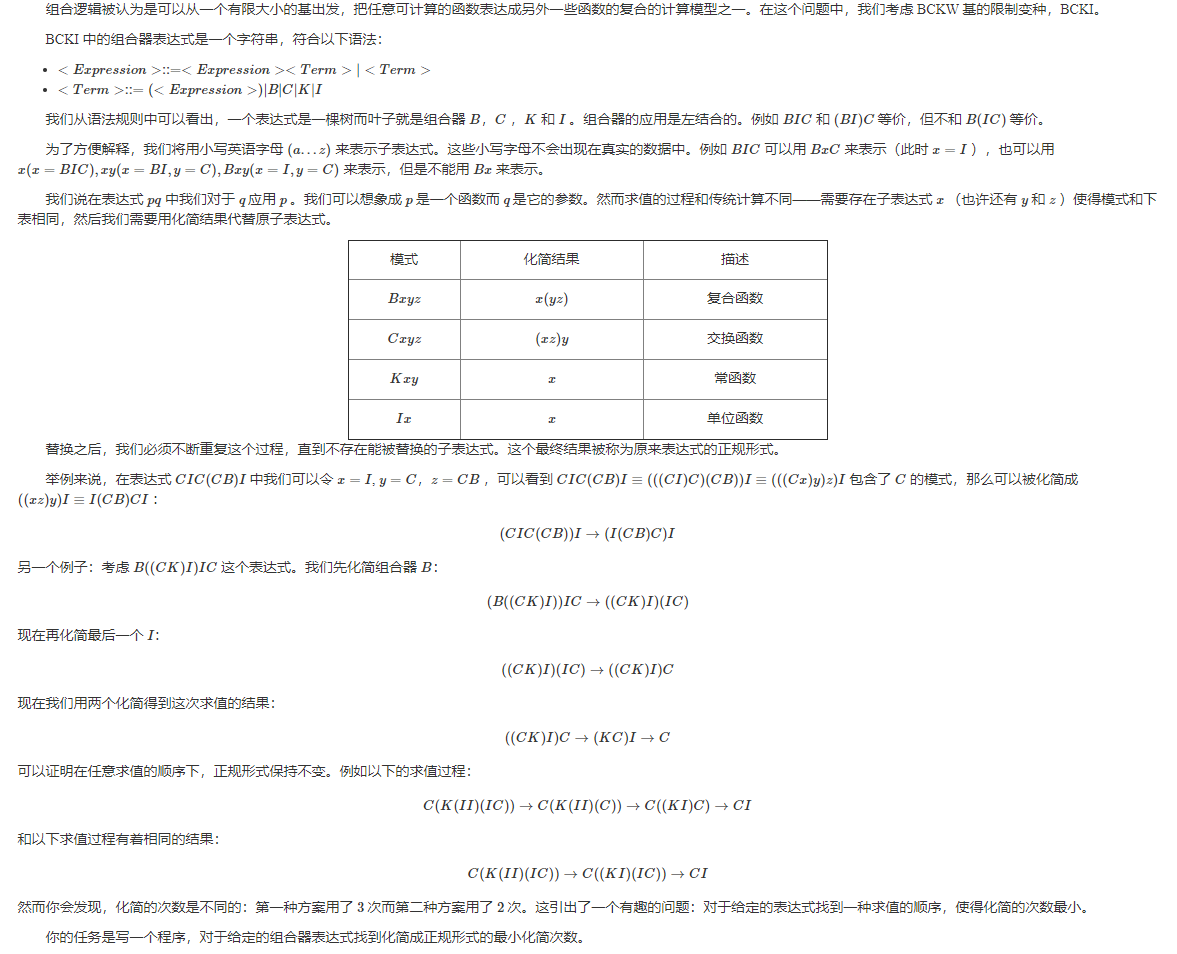 组合逻辑被认为是可以从一个有限大小的基出发，把任意可计算的函数表达成另外一些函数的复合的计算模型之一。在这个问题中，我们考虑 BCKW 基的限制变种，BCKI。
BCKI 中的组合器表达式是一个字符串，符合以下语法：
• < Expression >::=< Expression >< Term > | < Term >
• < Term >::= (< Expression >)|B|C|K|I
我们从语法规则中可以看出，一个表达式是一棵树而叶子就是组合器 B，C ，K 和 I 。组合器的应用是左结合的。例如 BIC 和 (BI)C 等价，但不和 B(IC) 等价。
为了方便解释，我们将用小写英语字母 (a…z) 来表示子表达式。这些小写字母不会出现在真实的数据中。例如 BIC 可以用 BxC 来表示（此时 x = I ），也可以用
x(x = BIC), xy(x = BI, y = C), Bxy(x = I, y = C) 来表示，但是不能用 Bx 来表示。
我们说在表达式 pq 中我们对于 q 应用 p 。我们可以想象成 p 是一个函数而 q 是它的参数。然而求值的过程和传统计算不同——需要存在子表达式 x （也许还有 y 和 z ）使得模式和下
表相同，然后我们需要用化简结果代替原子表达式。
模式 化简结果 描述
Bxyz x(yz) 复合函数
Cxyz (xz)y 交换函数
Kxy x 常函数
Ix x 单位函数
替换之后，我们必须不断重复这个过程，直到不存在能被替换的子表达式。这个最终结果被称为原来表达式的正规形式。
举例来说，在表达式 CIC(CB)I 中我们可以令 x = I, y = C，z = CB ，可以看到 CIC(CB)I ≡ (((CI)C)(CB))I ≡ (((Cx)y)z)I 包含了 C 的模式，那么可以被化简成
((xz)y)I ≡ I(CB)CI ：
(CIC(CB))I → (I(CB)C)I
另一个例子：考虑 B((CK)I)IC 这个表达式。我们先化简组合器 B：
(B((CK)I))IC → ((CK)I)(IC)
现在再化简最后一个 I：
((CK)I)(IC) → ((CK)I)C
现在我们用两个化简得到这次求值的结果：
((CK)I)C → (KC)I → C
可以证明在任意求值的顺序下，正规形式保持不变。例如以下的求值过程：
C(K(II)(IC)) → C(K(II)(C)) → C((KI)C) → CI
和以下求值过程有着相同的结果：
C(K(II)(IC)) → C((KI)(IC)) → CI
然而你会发现，化简的次数是不同的：第一种方案用了 3 次而第二种方案用了 2 次。这引出了一个有趣的问题：对于给定的表达式找到一种求值的顺序，使得化简的次数最小。
你的任务是写一个程序，对于给定的组合器表达式找到化简成正规形式的最小化简次数。